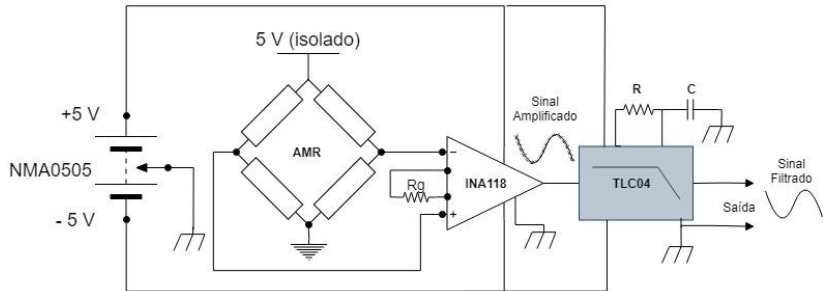 5 V (isolado)
+5 V
NMA0505
- 5 V
AMR
Rg
−
+
INA118
Sinal
Amplificado
R
C
TLC04
Sinal
Filtrado
Saída